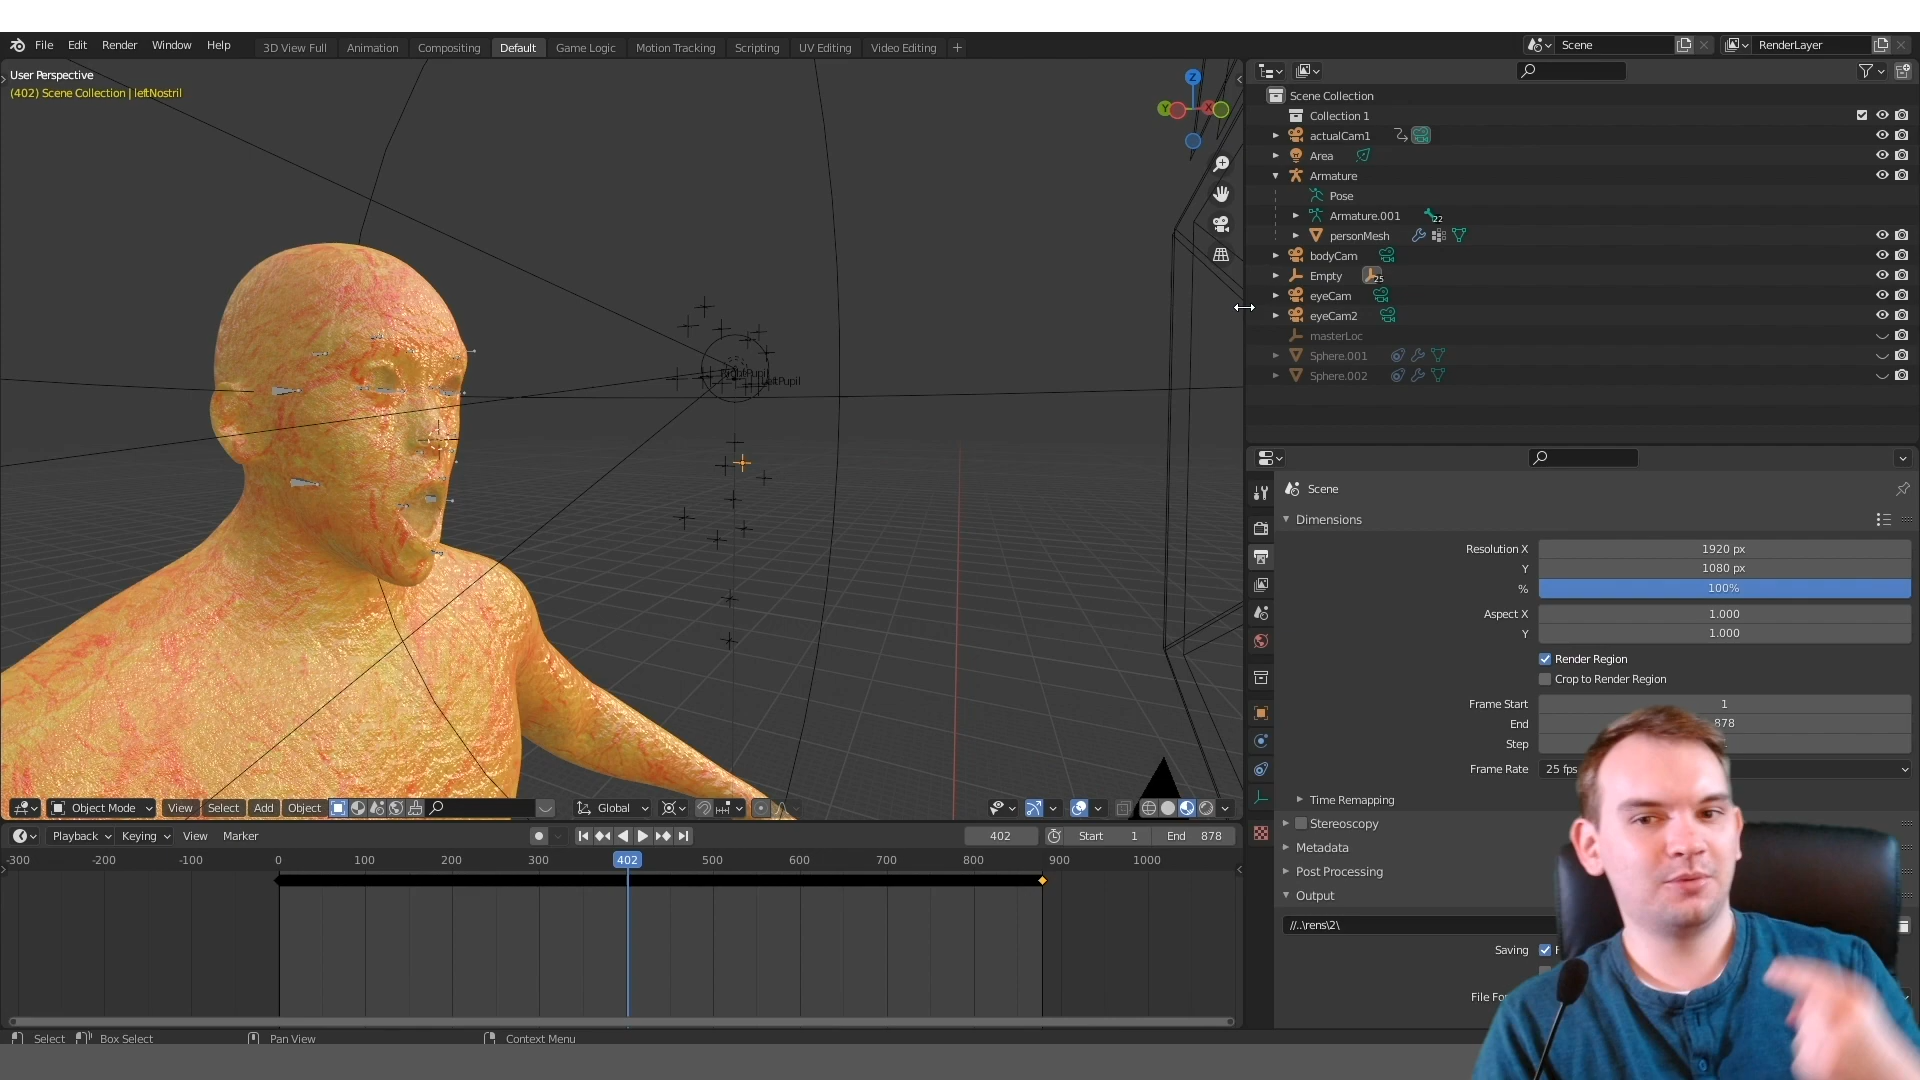 File Edit Render Window Help
3D View Full Animation Compositing Default Game Logic Motion Tracking Scripting UV Editing Video Editing +
Scene
RenderLayer
User Perspective
(402) Scene Collection | leftNostril
Z
Y
X
LeftPupil
Scene Collection
Collection 1
actualCam1
Area
Armature
Pose
Armature.001 22
personMesh
bodyCam
Empty 25
eyeCam
eyeCam2
masterLoc
Sphere.001
Sphere.002
Scene
Dimensions
Resolution X 1920 px
Y 1080 px
% 100%
Aspect X 1.000
Y 1.000
Render Region
Crop to Render Region
Frame Start 1
End 878
Step
Frame Rate 25 fps
Time Remapping
Stereoscopy
Metadata
Post Processing
Output
//..\rens\2\
Saving
Object Mode View Select Add Object Global
Playback Keying View Marker 402 Start 1 End 878
-300 -200 -100 0 100 200 300 402 500 600 700 800 900 1000
Select Box Select Pan View Context Menu